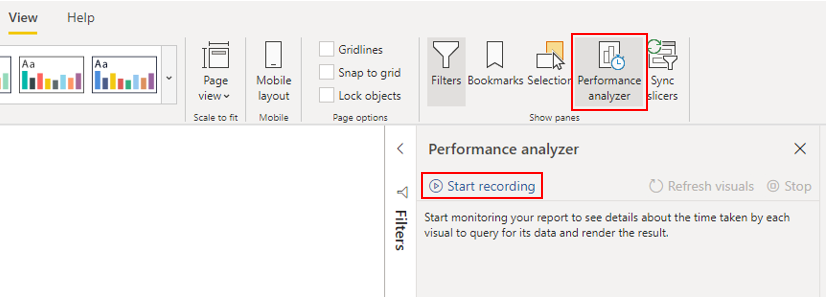 View Help
Aa Aa
Page view
Mobile layout
Gridlines
Snap to grid
Lock objects
Filters
Bookmarks
Selection
Performance analyzer
Sync slicers
Scale to fit
Mobile
Page options
Show panes
Performance analyzer
Start recording
Refresh visuals
Stop
Filters
Start monitoring your report to see details about the time taken by each
visual to query for its data and render the result.